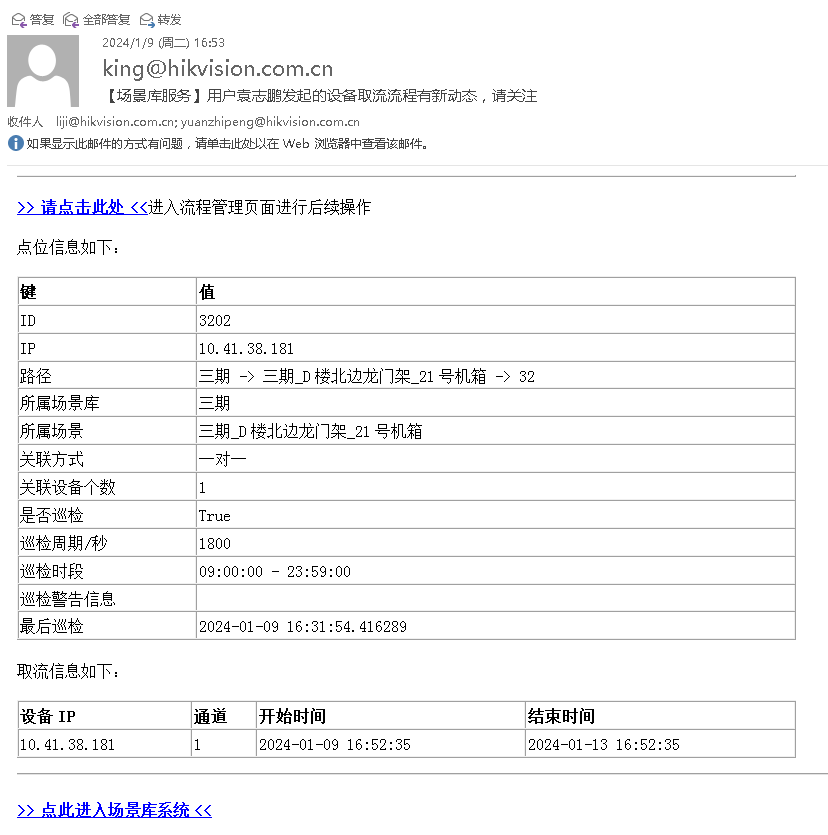 答复 全部答复 转发
2024/1/9 (周二) 16:53
king@hikvision.com.cn
【场景库服务】用户袁志鹏发起的设备取流流程有新动态，请关注
收件人 liji@hikvision.com.cn; yuanzhipeng@hikvision.com.cn
如果显示此邮件的方式有问题，请单击此处以在 Web 浏览器中查看该邮件。
>> 请点击此处 <<进入流程管理页面进行后续操作
点位信息如下：
键 值
ID 3202
IP 10.41.38.181
路径 三期 -> 三期_D楼北边龙门架_21号机箱 -> 32
所属场景库 三期
所属场景 三期_D楼北边龙门架_21号机箱
关联方式 一对一
关联设备个数 1
是否巡检 True
巡检周期/秒 1800
巡检时段 09:00:00 - 23:59:00
巡检警告信息
最后巡检 2024-01-09 16:31:54.416289
取流信息如下：
设备 IP 通道 开始时间 结束时间
10.41.38.181 1 2024-01-09 16:52:35 2024-01-13 16:52:35
>> 点此进入场景库系统 <<